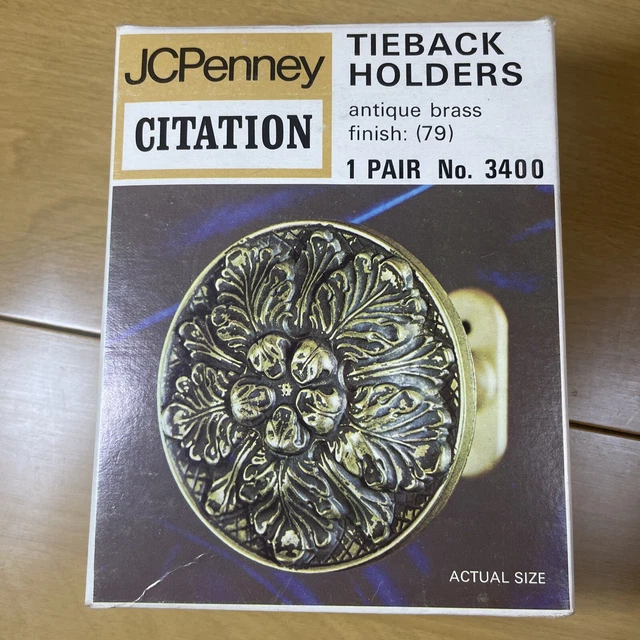 JCPenney
CITATION
TIEBACK
HOLDERS
antique brass
finish: (79)
1 PAIR No. 3400
ACTUAL SIZE